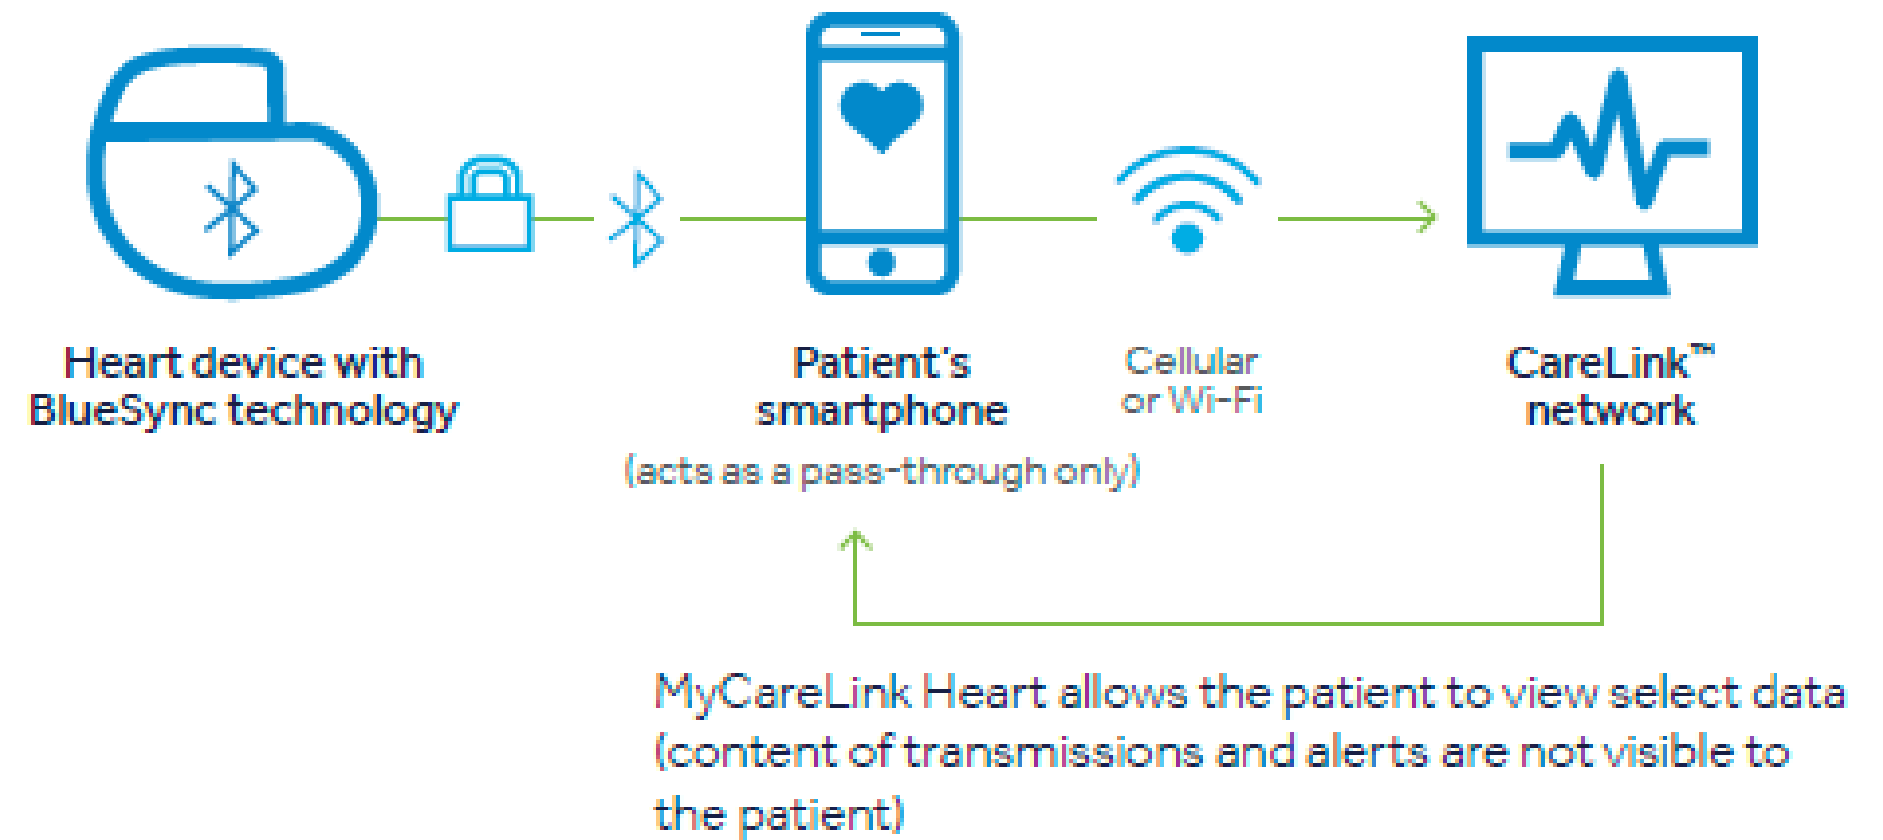 Heart device with
BlueSync technology
Patient's
smartphone
(acts as a pass-through only)
Cellular
or Wi-Fi
CareLink™
network
MyCareLink Heart allows the patient to view select data
(content of transmissions and alerts are not visible to
the patient)